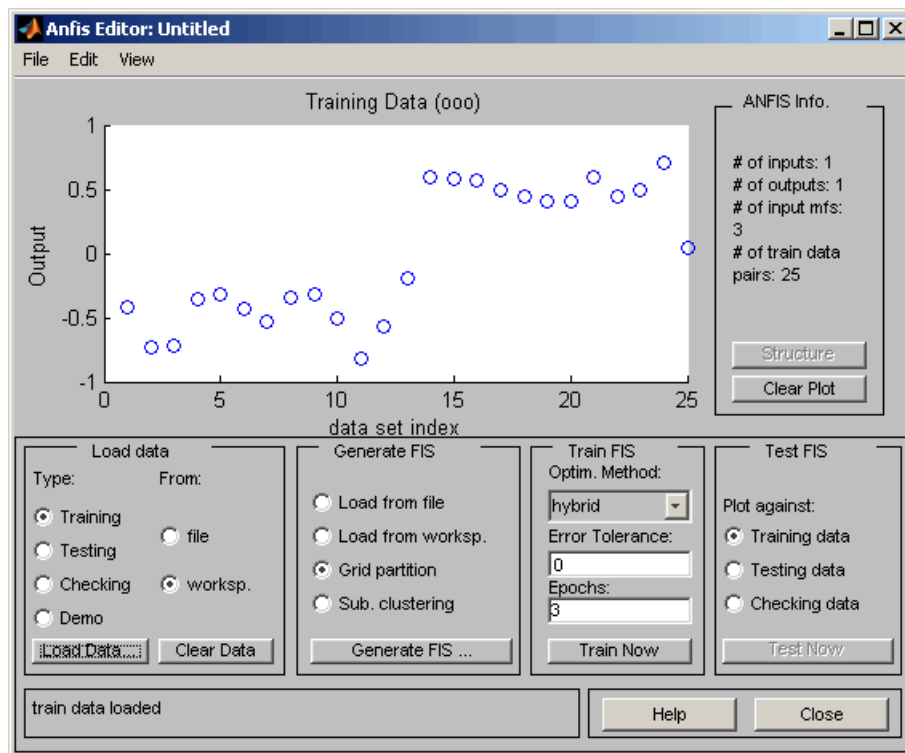 Anfis Editor: Untitled
File Edit View
Training Data (ooo)
Output
1
0.5
0
-0.5
-1
0 5 10 15 20 25
data set index
ANFIS Info.
# of inputs: 1
# of outputs: 1
# of input mfs:
3
# of train data
pairs: 25
Structure
Clear Plot
Load data
Type: From:
Training
Testing
Checking
Demo
file
worksp.
Load Data...
Clear Data
Generate FIS
Load from file
Load from worksp.
Grid partition
Sub. clustering
Generate FIS ...
Train FIS
Optim. Method:
hybrid
Error Tolerance:
0
Epochs:
3
Train Now
Test FIS
Plot against:
Training data
Testing data
Checking data
Test Now
train data loaded
Help
Close